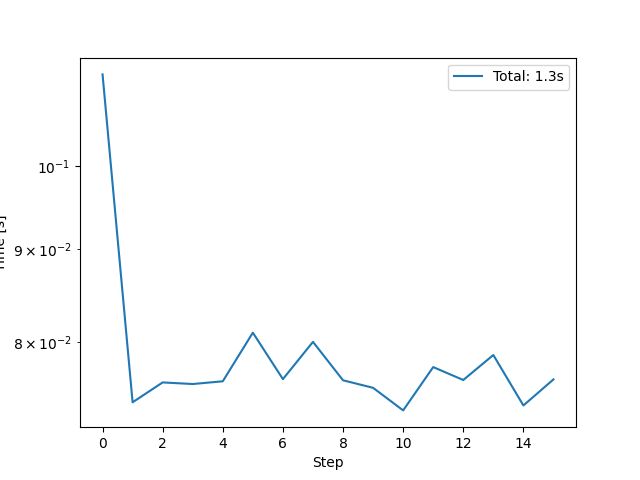 Total: 1.3s
10⁻¹
9 × 10⁻²
8 × 10⁻²
[s]
0 2 4 6 8 10 12 14
Step